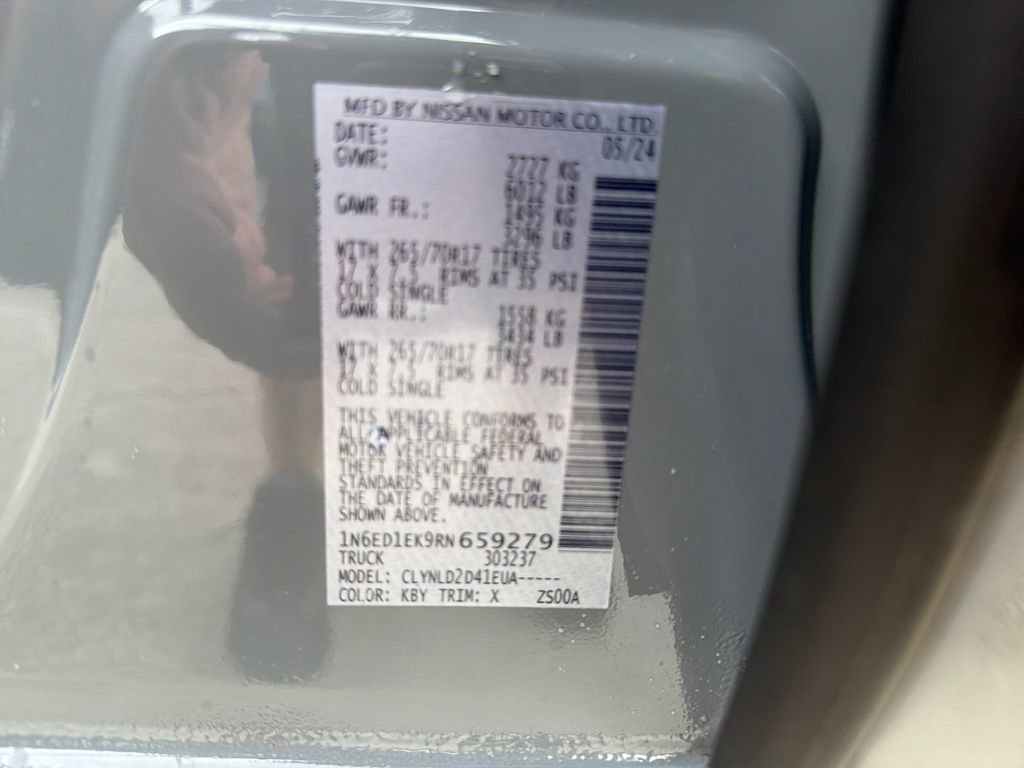 MFD BY NISSAN MOTOR CO., LTD.
DATE: 05/24
GVWR: 2727 KG
6012 LB
GAWR FR.: 1495 KG
3296 LB
WITH 265/70R17 TIRES
17 X 7.5 RIMS AT 35 PSI
COLD SINGLE
GAWR RR.: 1558 KG
3434 LB
WITH 265/70R17 TIRES
17 X 7.5 RIMS AT 35 PSI
COLD SINGLE
THIS VEHICLE CONFORMS TO
ALL APPLICABLE FEDERAL
MOTOR VEHICLE SAFETY AND
THEFT PREVENTION
STANDARDS IN EFFECT ON
THE DATE OF MANUFACTURE
SHOWN ABOVE.
1N6ED1EK9RN659279
TRUCK 303237
MODEL: CLYNLD2D41EUA-----
COLOR: KBY TRIM: X ZS00A